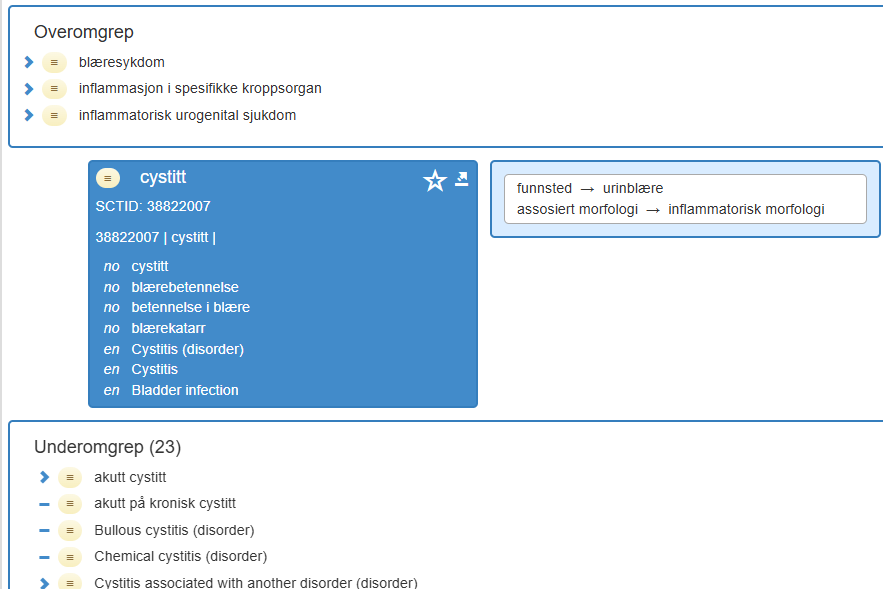 Overomgrep
blæresykdom
inflammasjon i spesifikke kroppsorgan
inflammatorisk urogenital sjukdom
cystitt
SCTID: 38822007
38822007 | cystitt |
no cystitt
no blærebetennelse
no betennelse i blære
no blærekatarr
en Cystitis (disorder)
en Cystitis
en Bladder infection
funnsted → urinblære
assosiert morfologi → inflammatorisk morfologi
Underomgrep (23)
akutt cystitt
akutt på kronisk cystitt
Bullous cystitis (disorder)
Chemical cystitis (disorder)
Cystitis associated with another disorder (disorder)